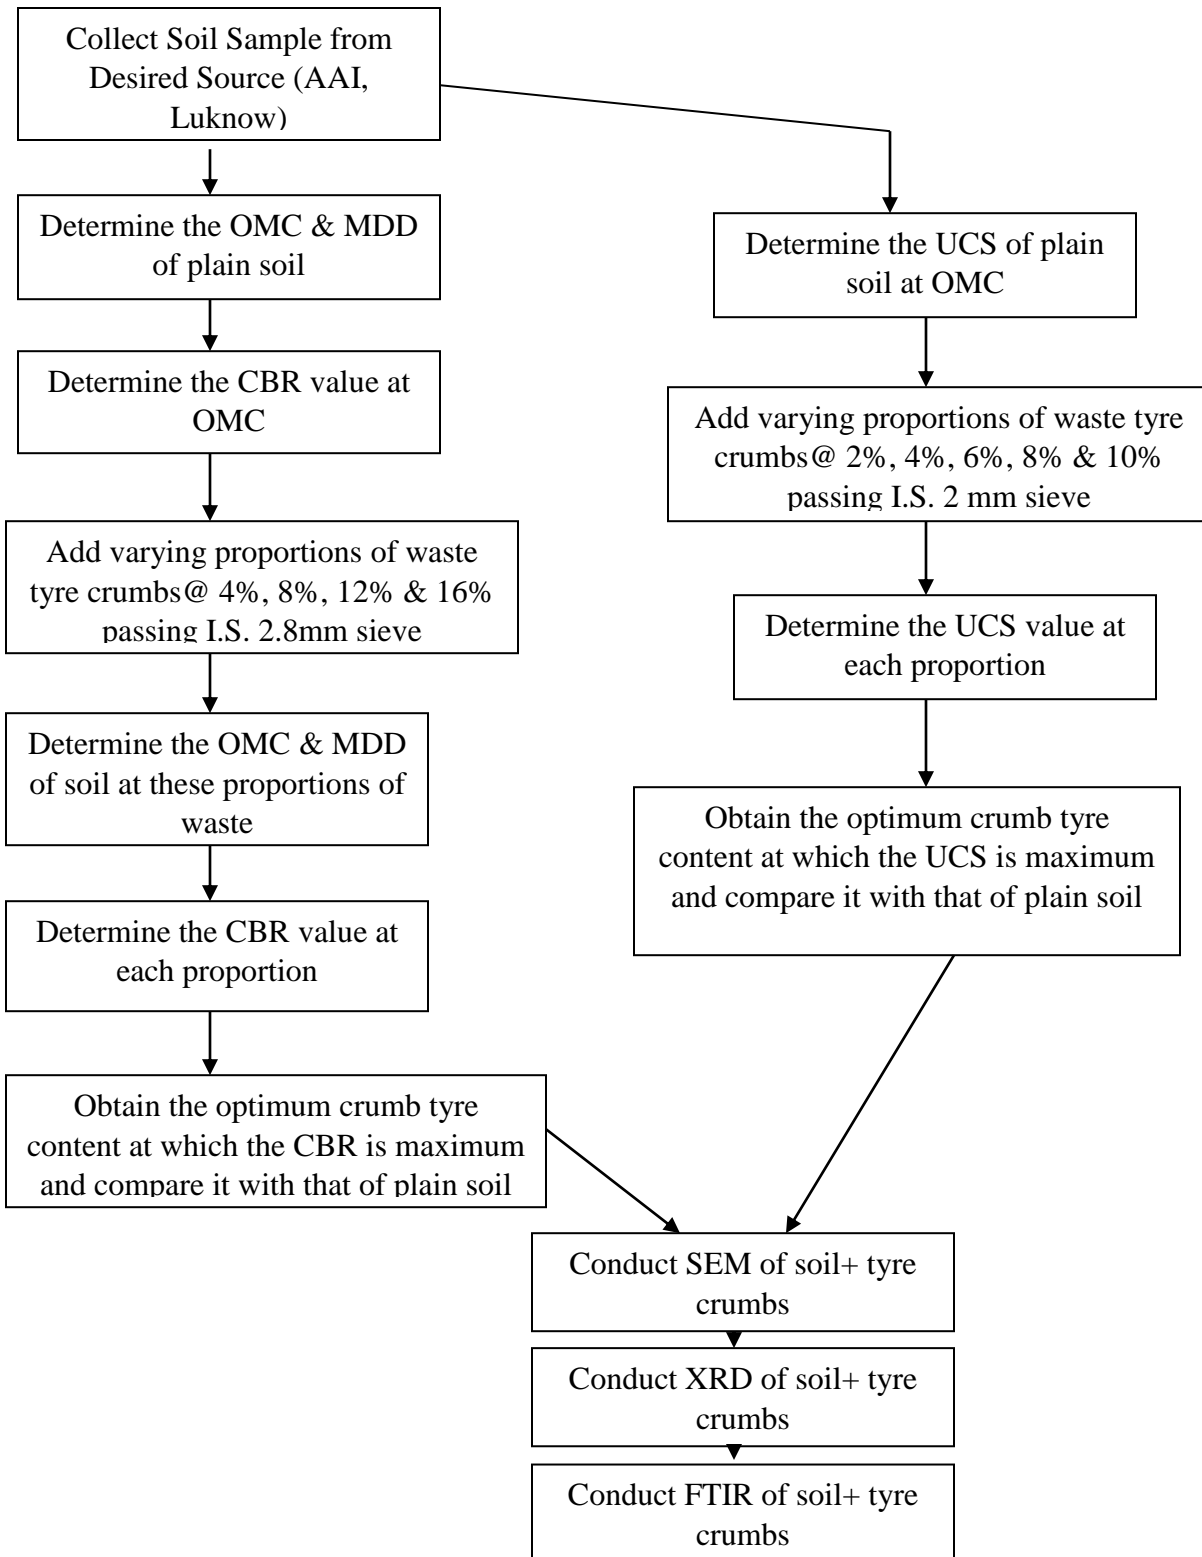 Collect Soil Sample from
Desired Source (AAI,
Luknow)
Determine the OMC & MDD
of plain soil
Determine the CBR value at
OMC
Add varying proportions of waste
tyre crumbs@ 4%, 8%, 12% & 16%
passing I.S. 2.8mm sieve
Determine the OMC & MDD
of soil at these proportions of
waste
Determine the CBR value at
each proportion
Obtain the optimum crumb tyre
content at which the CBR is maximum
and compare it with that of plain soil
Determine the UCS of plain
soil at OMC
Add varying proportions of waste tyre
crumbs@ 2%, 4%, 6%, 8% & 10%
passing I.S. 2 mm sieve
Determine the UCS value at
each proportion
Obtain the optimum crumb tyre
content at which the UCS is maximum
and compare it with that of plain soil
Conduct SEM of soil+ tyre
crumbs
Conduct XRD of soil+ tyre
crumbs
Conduct FTIR of soil+ tyre
crumbs